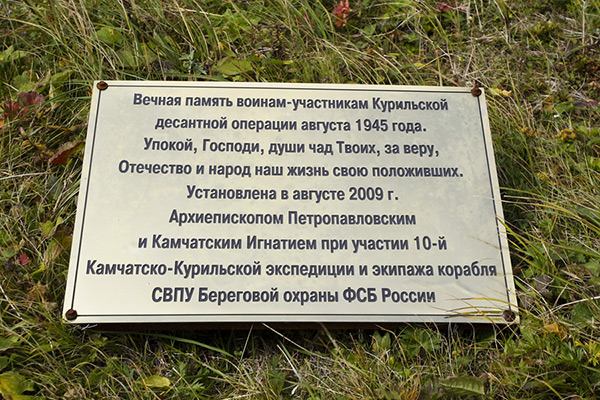 Вечная память воинам-участникам Курильской
десантной операции августа 1945 года.
Упокой, Господи, души чад Твоих, за веру,
Отечество и народ наш жизнь свою положивших.
Установлена в августе 2009 г.
Архиепископом Петропавловским
и Камчатским Игнатием при участии 10-й
Камчатско-Курильской экспедиции и экипажа корабля
СВПУ Береговой охраны ФСБ России